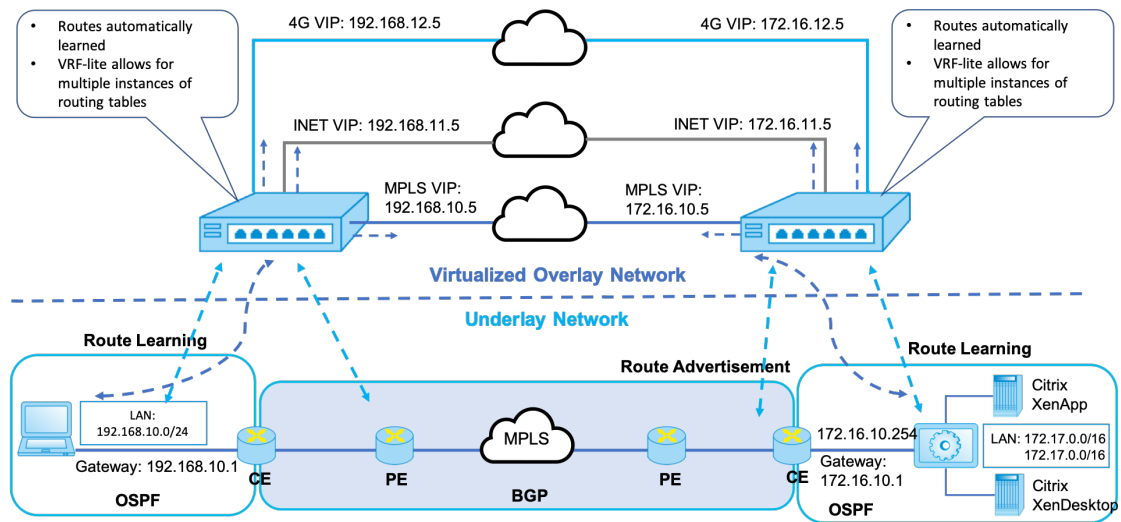 • Routes automatically
learned
• VRF-lite allows for
multiple instances of
routing tables
4G VIP: 192.168.12.5
4G VIP: 172.16.12.5
• Routes automatically
learned
• VRF-lite allows for
multiple instances of
routing tables
INET VIP: 192.168.11.5
INET VIP: 172.16.11.5
MPLS VIP:
192.168.10.5
MPLS VIP:
172.16.10.5
Virtualized Overlay Network
Underlay Network
Route Learning
Route Advertisement
Route Learning
LAN:
192.168.10.0/24
Gateway: 192.168.10.1
OSPF
CE
PE
MPLS
BGP
PE
CE
172.16.10.254
Gateway:
172.16.10.1
OSPF
Citrix
XenApp
LAN: 172.17.0.0/16
172.17.0.0/16
Citrix
XenDesktop